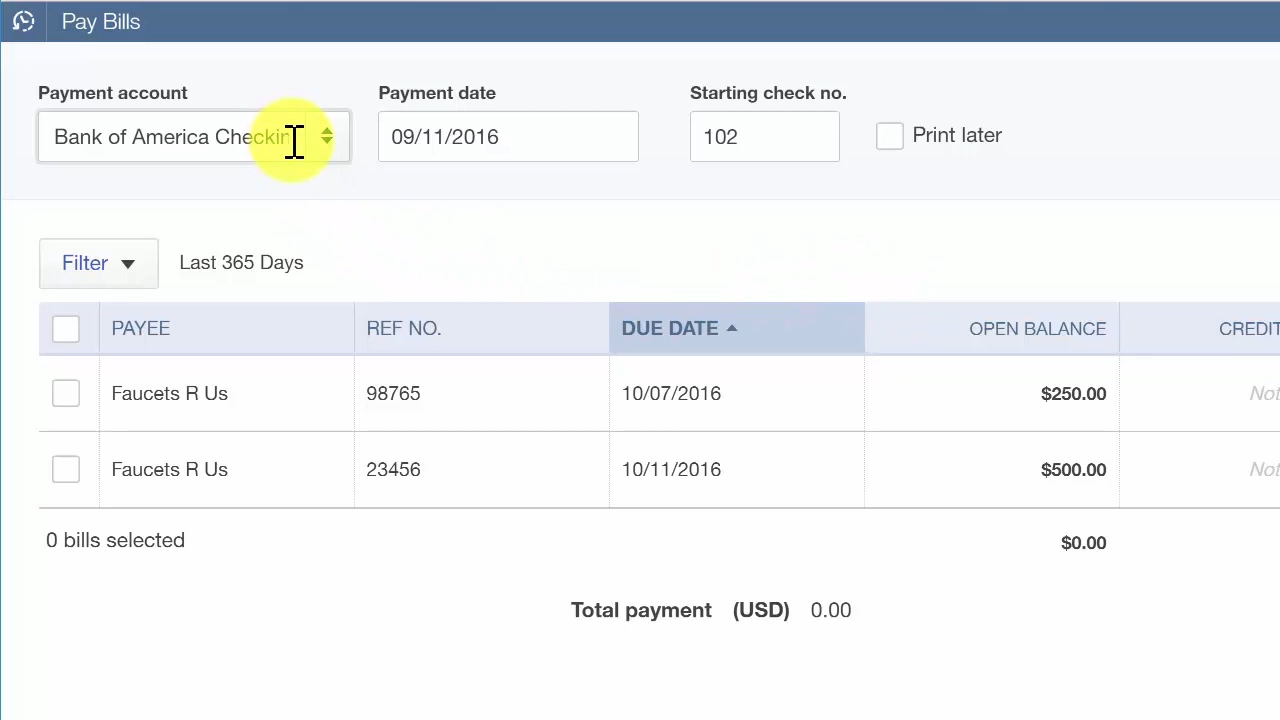 Pay Bills
Payment account Payment date Starting check no.
Bank of America 09/11/2016 102 Print later
Filter Last 365 Days
PAYEE REF NO. DUE DATE OPEN BALANCE
Faucets R Us 98765 10/07/2016 $250.00
Faucets R Us 23456 10/11/2016 $500.00
0 bills selected $0.00
Total payment (USD) 0.00